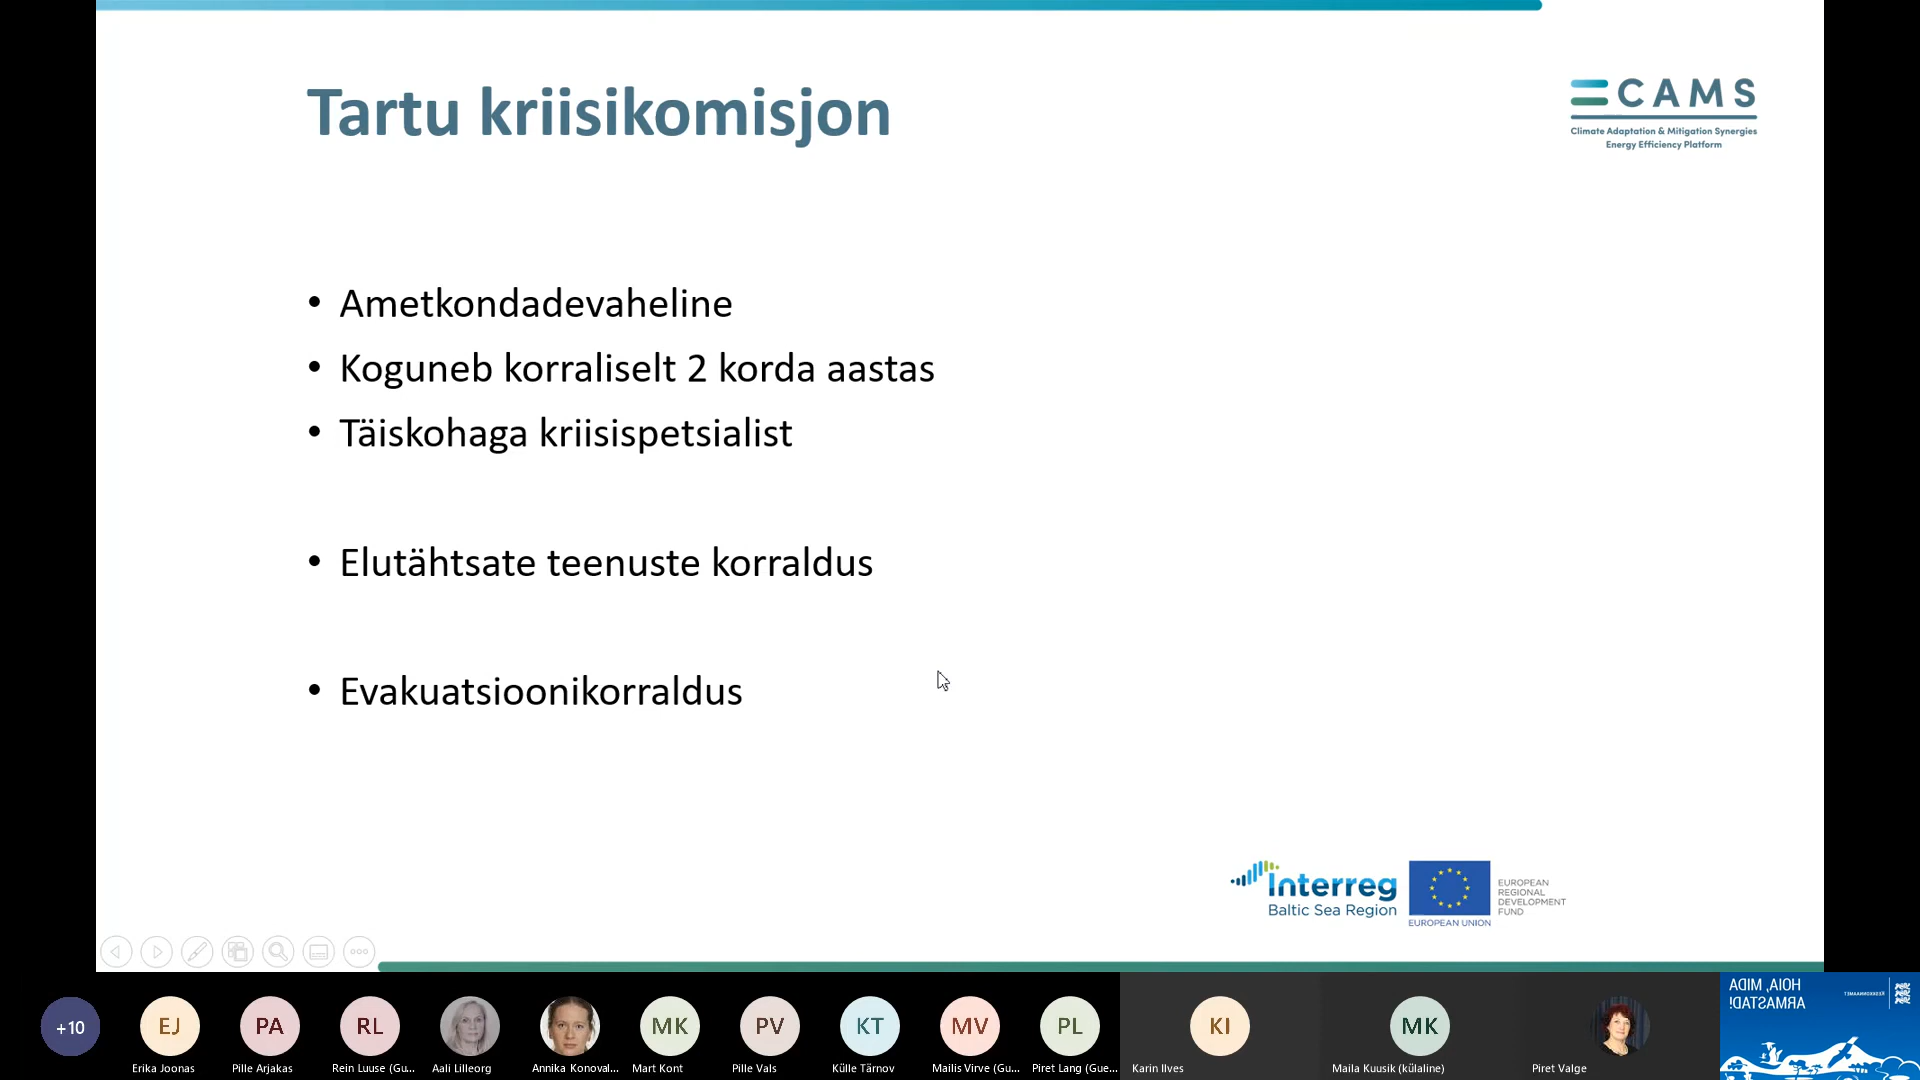 Tartu kriisikomisjon
CAMS
Climate Adaptation & Mitigation Synergies
Energy Efficiency Platform
• Ametkondadevaheline
• Koguneb korraliselt 2 korda aastas
• Täiskohaga kriisispetsialist
• Elutähtsate teenuste korraldus
• Evakuatsioonikorraldus
Interreg
Baltic Sea Region
EUROPEAN UNION
EUROPEAN
REGIONAL
DEVELOPMENT
FUND
+10
EJ
PA
RL
MK
PV
KT
MV
PL
KI
MK
Erika Joonas
Pille Arjakas
Rein Luuse (Gu...
Aali Lilleorg
Annika Konoval...
Mart Kont
Pille Vals
Külle Tärnov
Mailis Virve (Gu...
Piret Lang (Gue...
Karin Ilves
Maila Kuusik (külaline)
Piret Valge
HOIA, MIDA
ARMASTAD!
KESKKONNAAMET